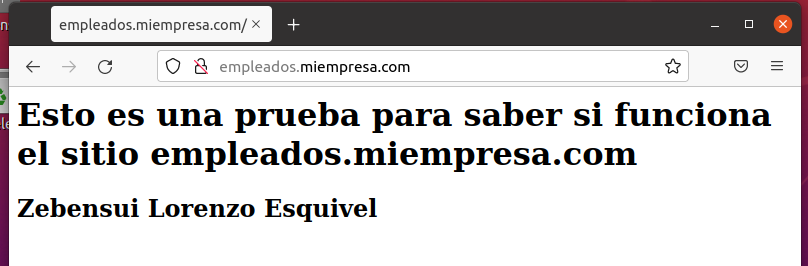 empleados.miempresa.com/
empleados.miempresa.com
Esto es una prueba para saber si funciona
el sitio empleados.miempresa.com
Zebensui Lorenzo Esquivel